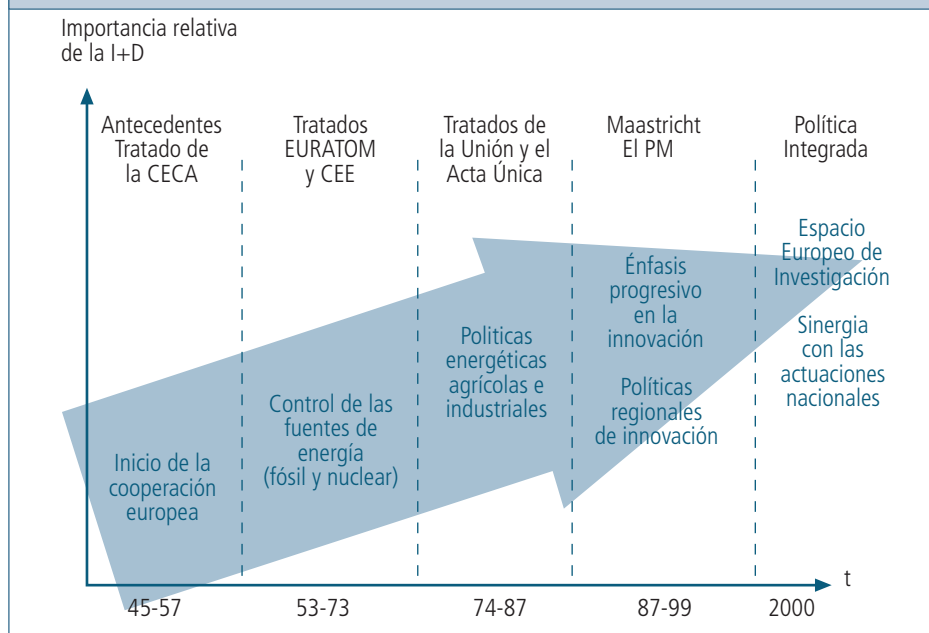 Importancia relativa
de la I+D
Antecedentes
Tratado de
la CECA
Tratados
EURATOM
y CEE
Tratados de
la Unión y el
Acta Única
Maastricht
El PM
Política
Integrada
Inicio de la
cooperación
europea
Control de las
fuentes de
energía
(fósil y nuclear)
Politicas
energéticas
agrícolas e
industriales
Énfasis
progresivo
en la
innovación
Políticas
regionales
de innovación
Espacio
Europeo de
Investigación
Sinergia
con las
actuaciones
nacionales
t
45-57
53-73
74-87
87-99
2000